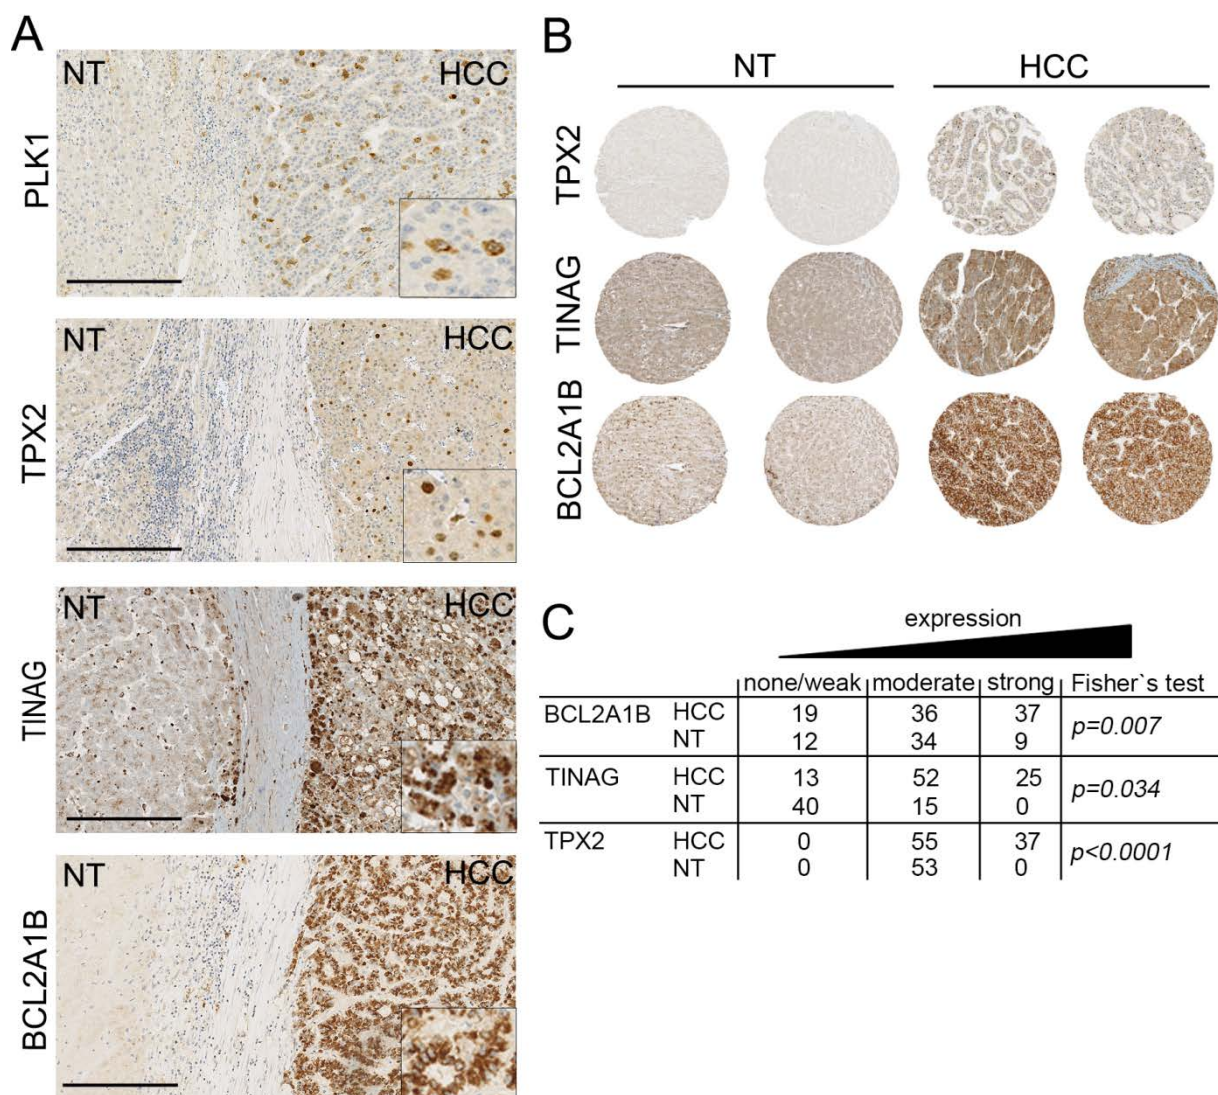 A
NT HCC
PLK1
NT HCC
TPX2
NT HCC
TINAG
NT HCC
BCL2A1B
B
NT HCC
TPX2
TINAG
BCL2A1B
C
expression
none/weak moderate strong Fisher`s test
BCL2A1B HCC 19 36 37 p=0.007
NT 12 34 9
TINAG HCC 13 52 25 p=0.034
NT 40 15 0
TPX2 HCC 0 55 37 p<0.0001
NT 0 53 0